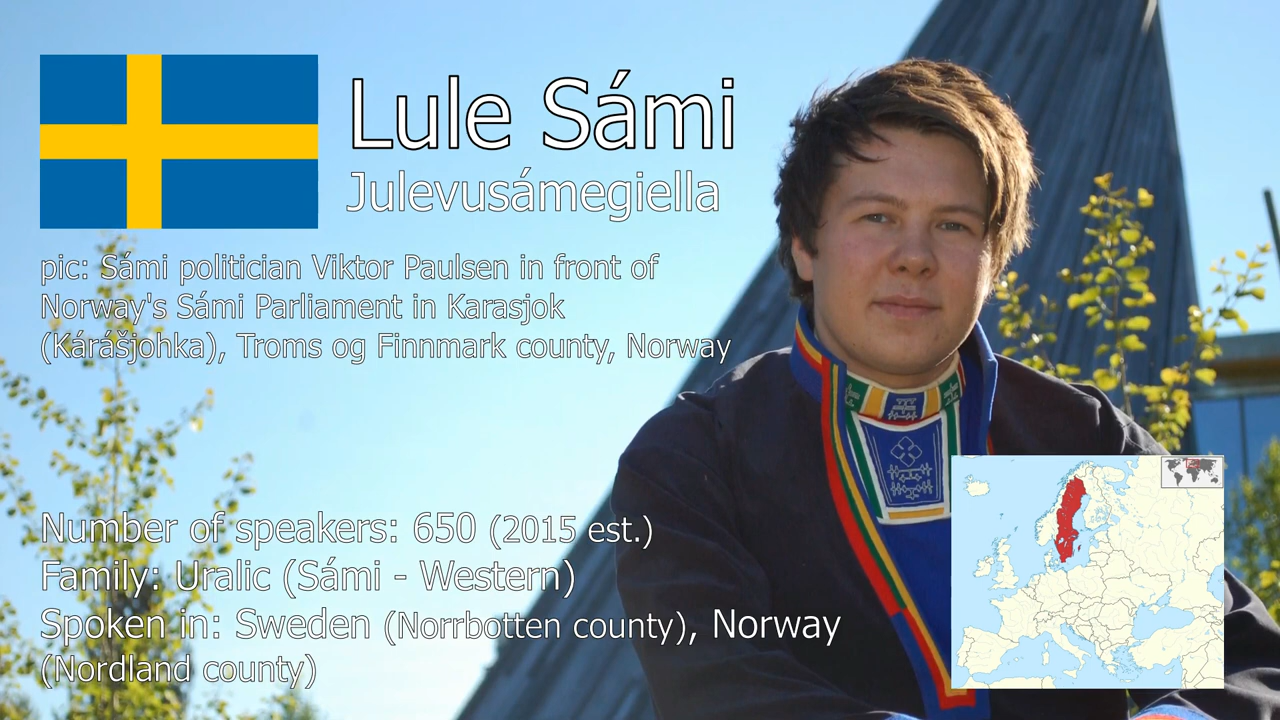 Lule Sámi
Julevusámegiella
pic: Sámi politician Viktor Paulsen in front of
Norway's Sámi Parliament in Karasjok
(Kárášjohka), Troms og Finnmark county, Norway
Number of speakers: 650 (2015 est.)
Family: Uralic (Sámi - Western)
Spoken in: Sweden (Norrbotten county), Norway
(Nordland county)